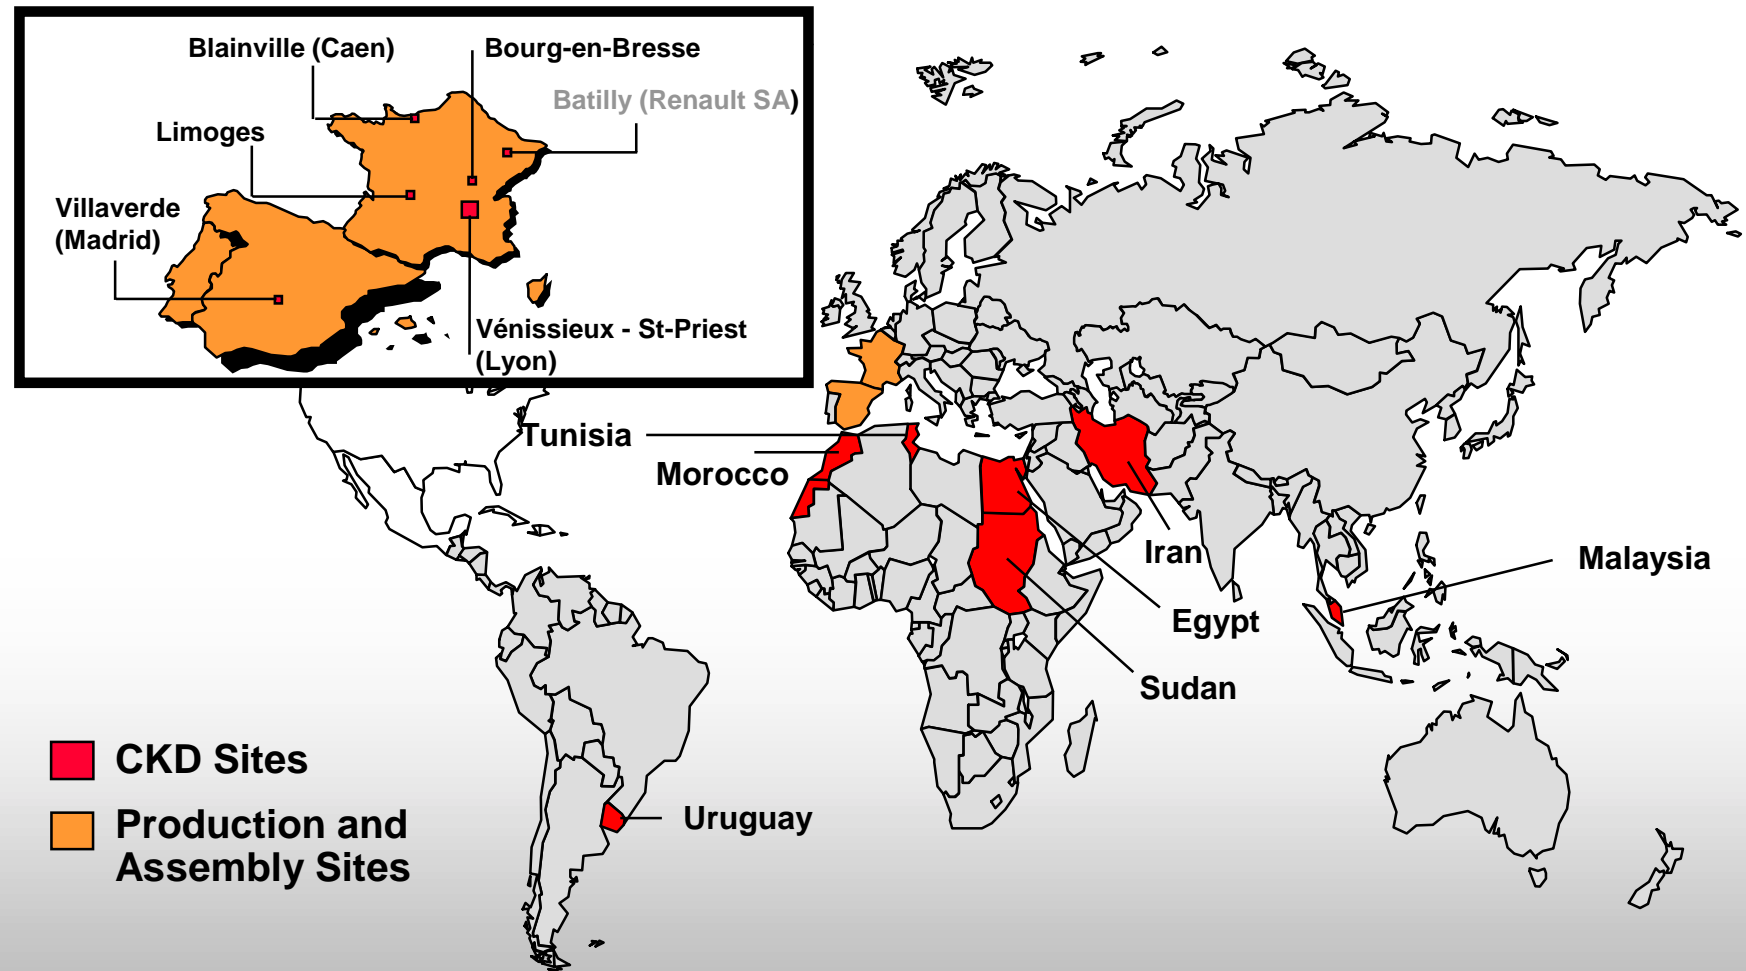 Blainville (Caen)
Bourg-en-Bresse
Batilly (Renault SA)
Limoges
Villaverde
(Madrid)
Vénissieux - St-Priest
(Lyon)
Tunisia
Morocco
Iran
Malaysia
Egypt
Sudan
Uruguay
CKD Sites
Production and
Assembly Sites